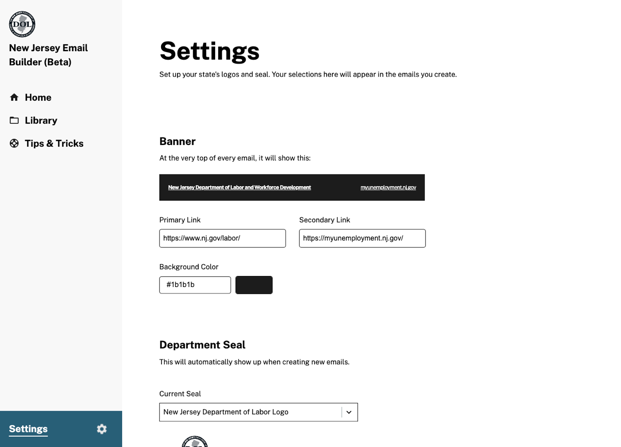 DOL
New Jersey Email
Builder (Beta)
Home
Library
Tips & Tricks
Settings
Settings
Set up your state's logos and seal. Your selections here will appear in the emails you create.
Banner
At the very top of every email, it will show this:
New Jersey Department of Labor and Workforce Development
myunemployment.nj.gov
Primary Link
Secondary Link
https://www.nj.gov/labor/
https://myunemployment.nj.gov/
Background Color
#1b1b1b
Department Seal
This will automatically show up when creating new emails.
Current Seal
New Jersey Department of Labor Logo